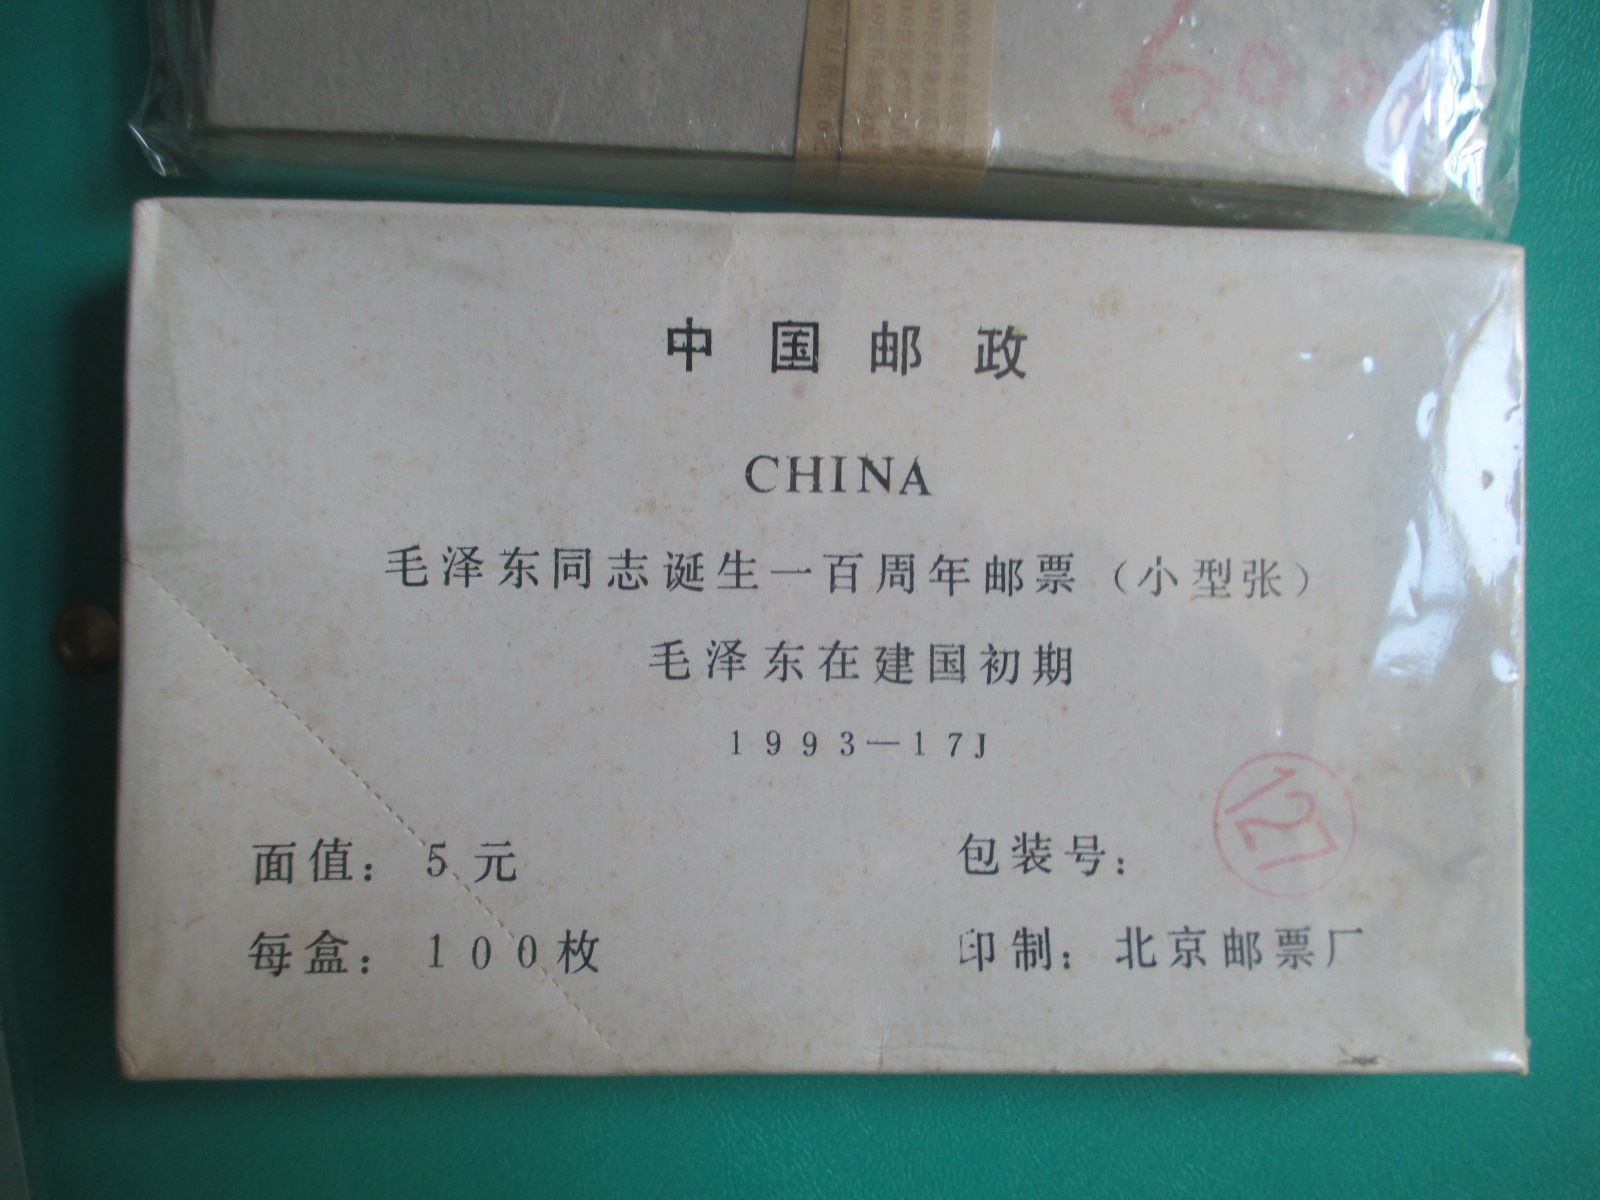 600
中国邮政
CHINA
毛泽东同志诞生一百周年邮票（小型张）
毛泽东在建国初期
1993—17J
面值：5元
包装号：127
每盒：100枚
印制：北京邮票厂